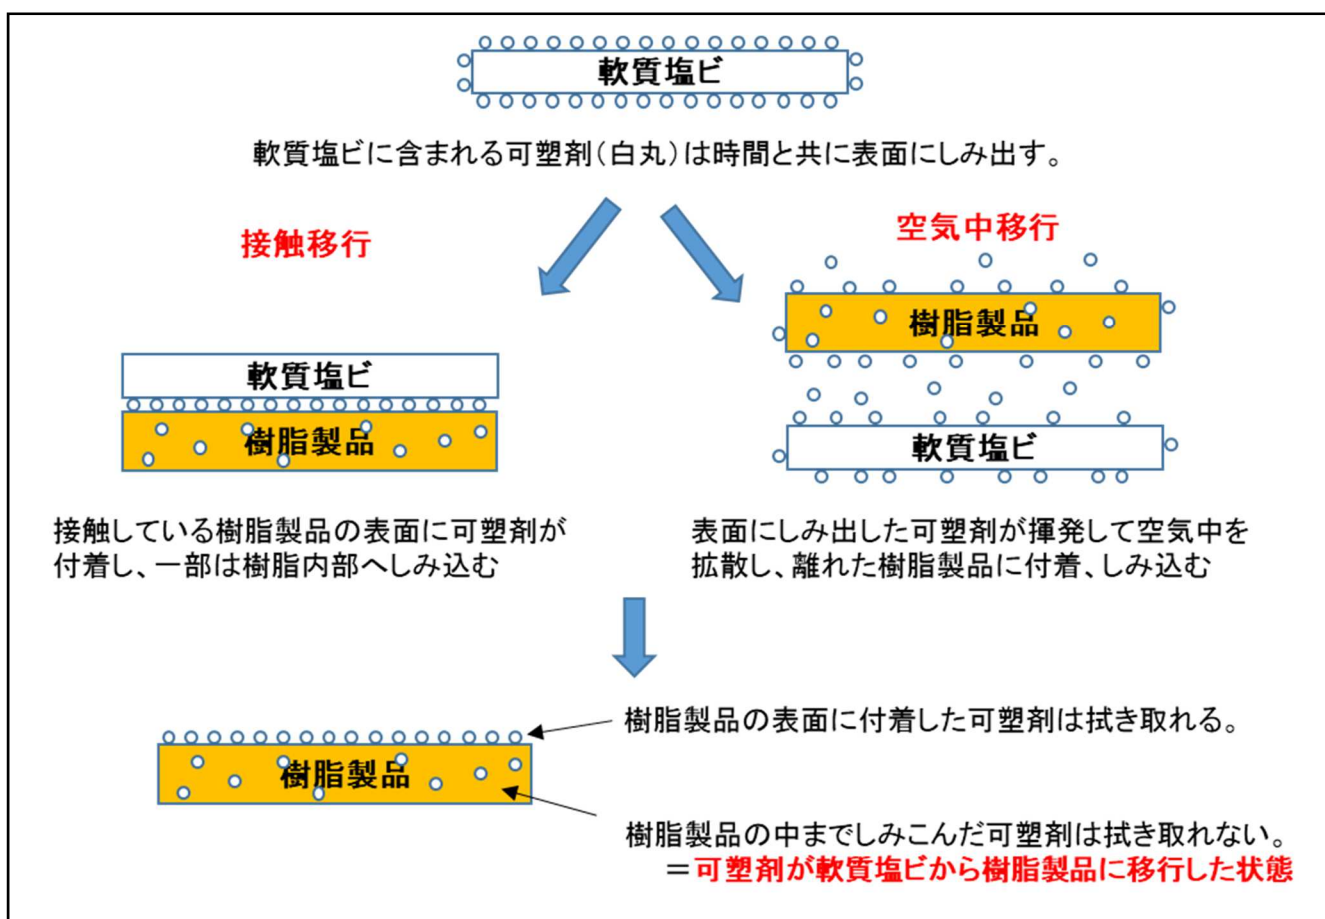 軟質塩ビ
軟質塩ビに含まれる可塑剤（白丸）は時間と共に表面にしみ出す。
接触移行
軟質塩ビ
樹脂製品
接触している樹脂製品の表面に可塑剤が
付着し、一部は樹脂内部へしみ込む
空気中移行
樹脂製品
軟質塩ビ
表面にしみ出した可塑剤が揮発して空気中を
拡散し、離れた樹脂製品に付着、しみ込む
樹脂製品
樹脂製品の表面に付着した可塑剤は拭き取れる。
樹脂製品の中までしみこんだ可塑剤は拭き取れない。
＝可塑剤が軟質塩ビから樹脂製品に移行した状態